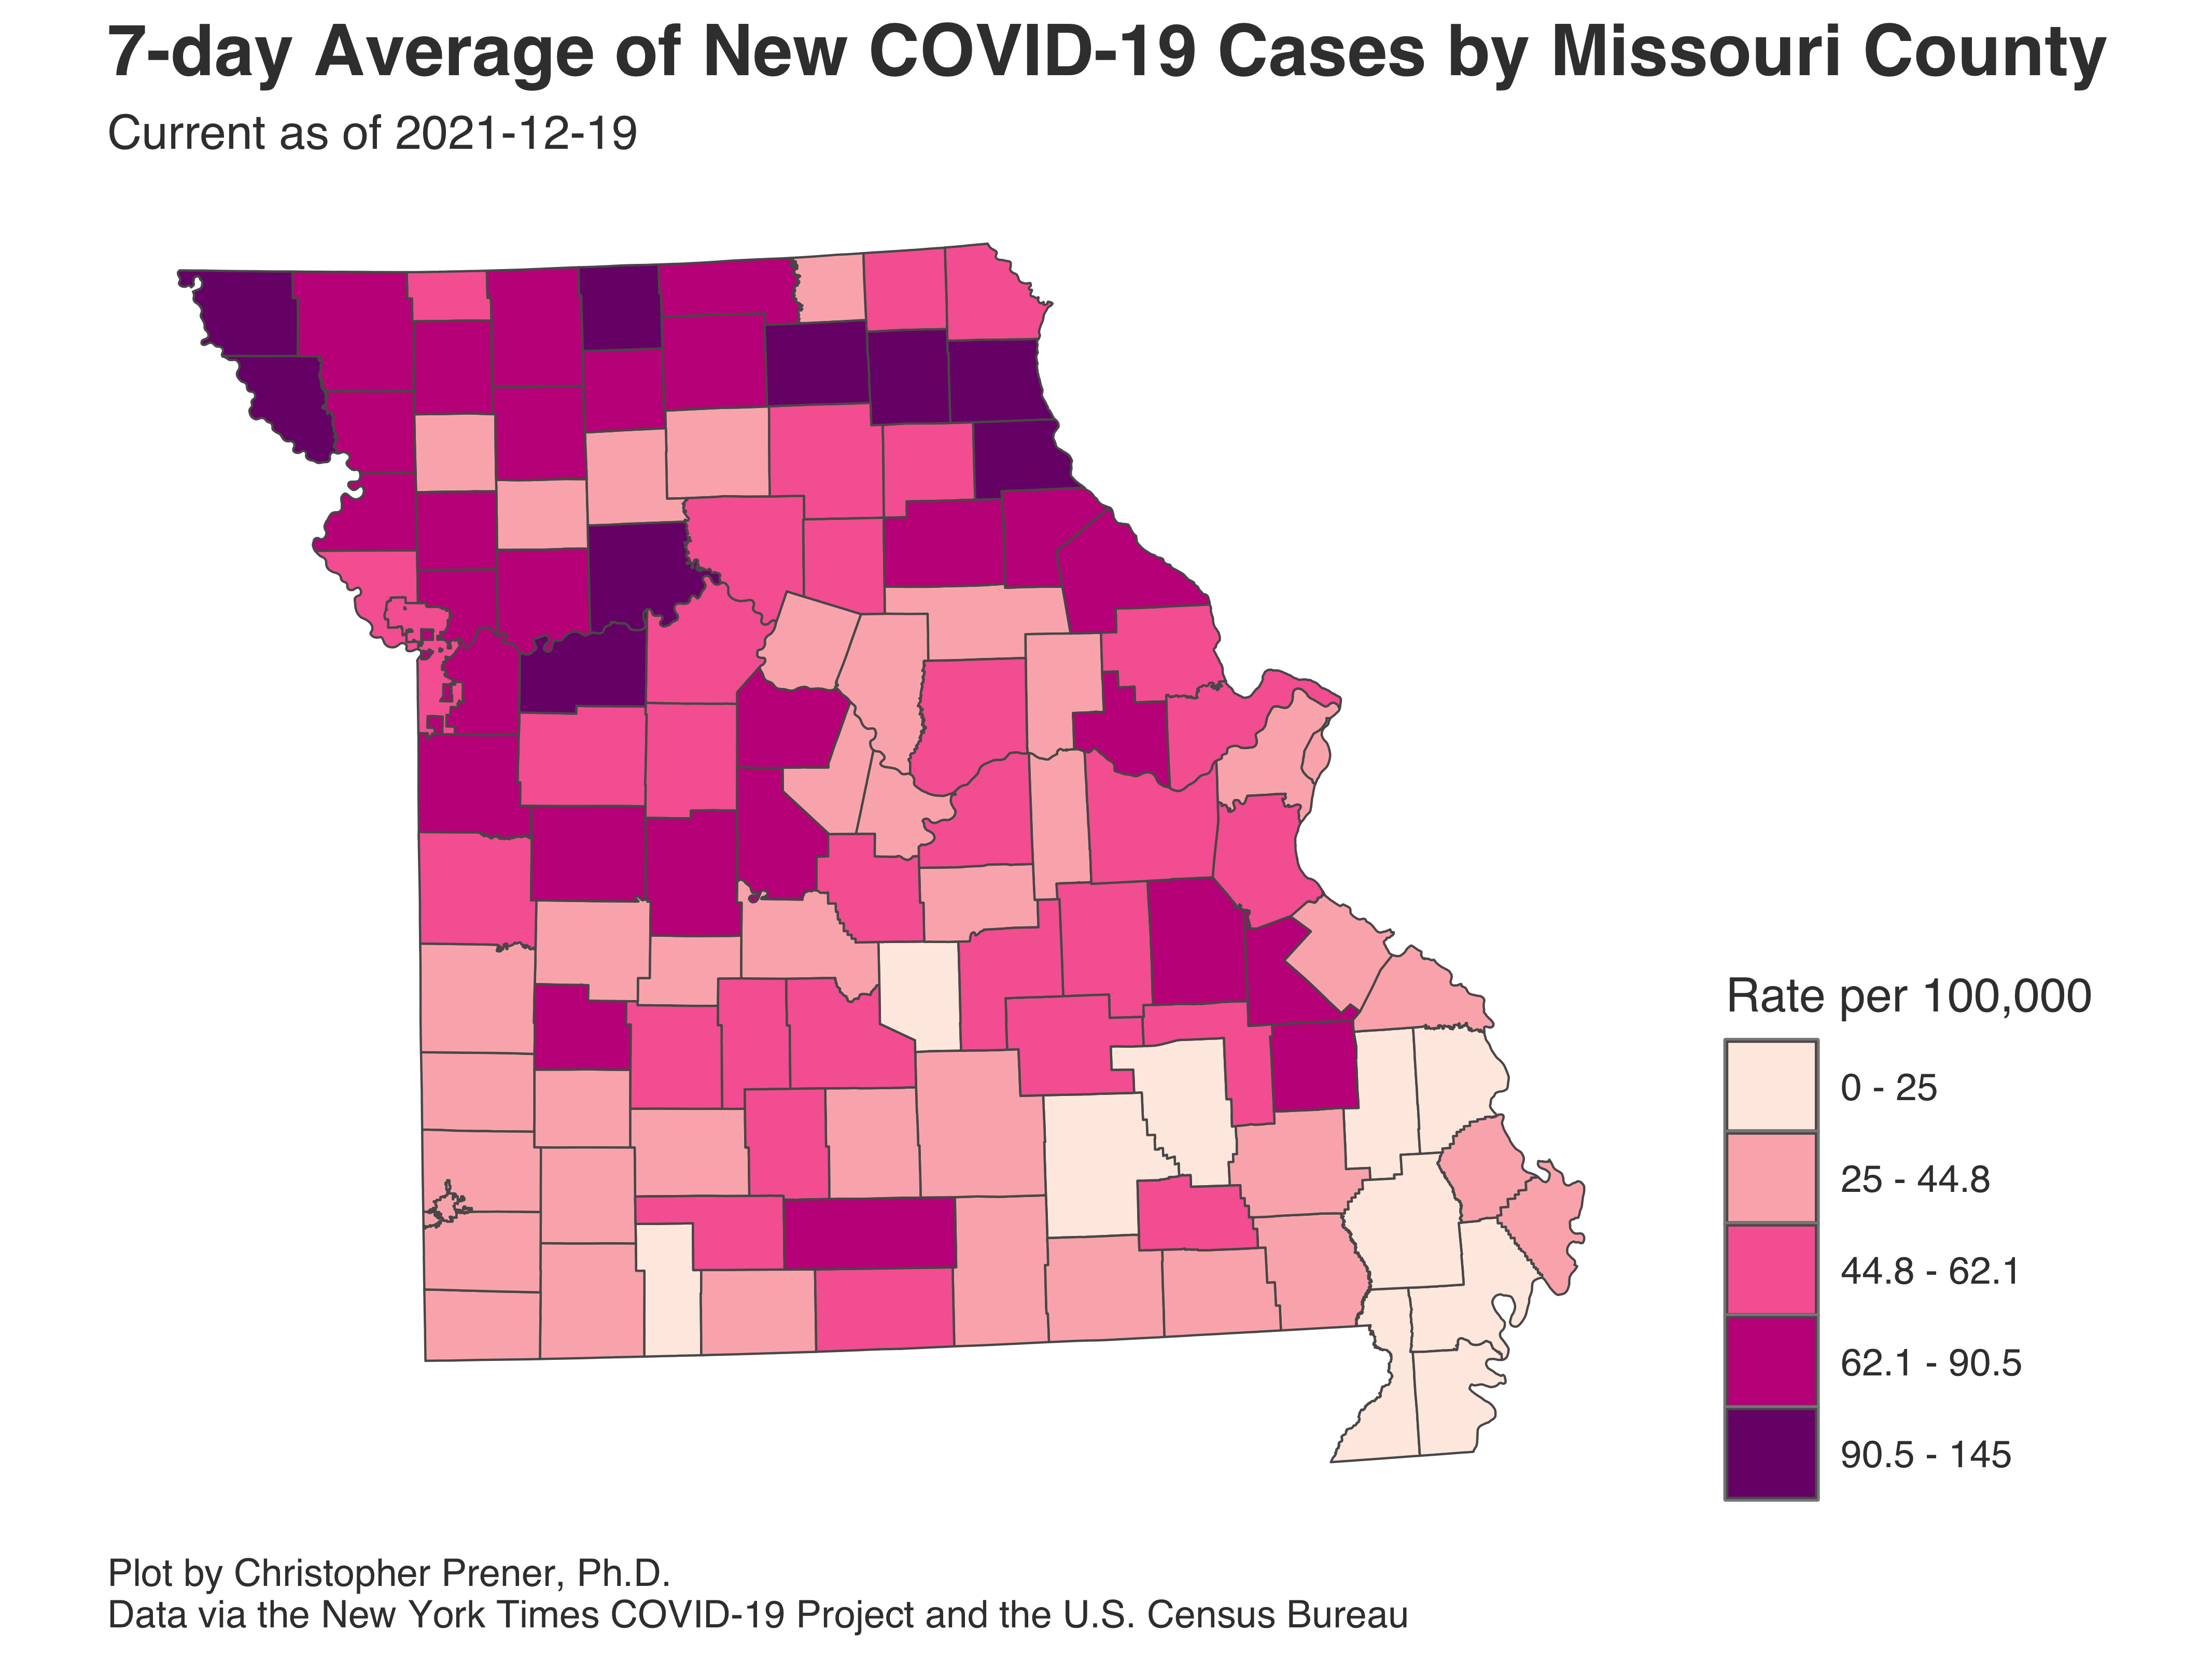 7-day Average of New COVID-19 Cases by Missouri County
Current as of 2021-12-19
Rate per 100,000
0 - 25
25 - 44.8
44.8 - 62.1
62.1 - 90.5
90.5 - 145
Plot by Christopher Prener, Ph.D.
Data via the New York Times COVID-19 Project and the U.S. Census Bureau